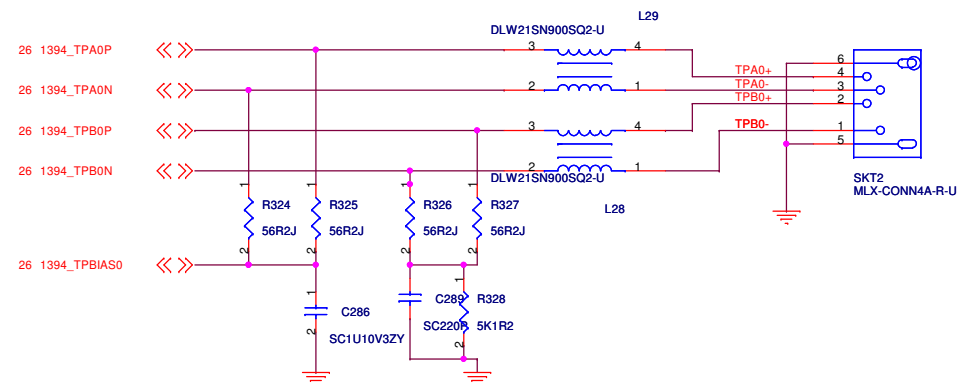 L29
DLW21SN900SQ2-U
26 1394_TPA0P
3 4
6
TPA0+
4
26 1394_TPA0N
2 1
TPA0-
3
TPB0+
2
26 1394_TPB0P
3 4
TPB0-
1
5
26 1394_TPB0N
2 1
DLW21SN900SQ2-U
SKT2
MLX-CONN4A-R-U
L28
1 1 1 1
R324 R325 R326 R327
56R2J 56R2J 56R2J 56R2J
2 2 2 2
26 1394_TPBIAS0
1 1 1
C286
C289 R328
SC220P 5K1R2
2 2
SC1U10V3ZY